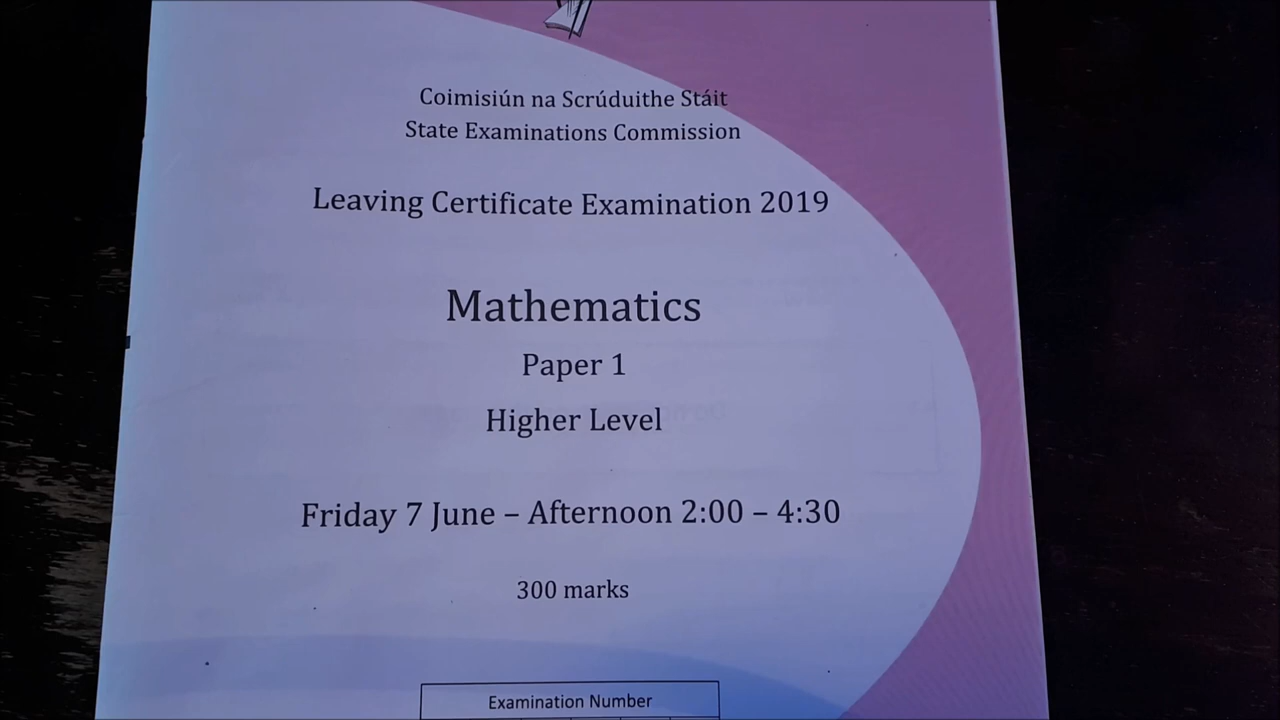 Coimisiún na Scrúduithe Stáit
State Examinations Commission
Leaving Certificate Examination 2019
Mathematics
Paper 1
Higher Level
Friday 7 June – Afternoon 2:00 – 4:30
300 marks
Examination Number